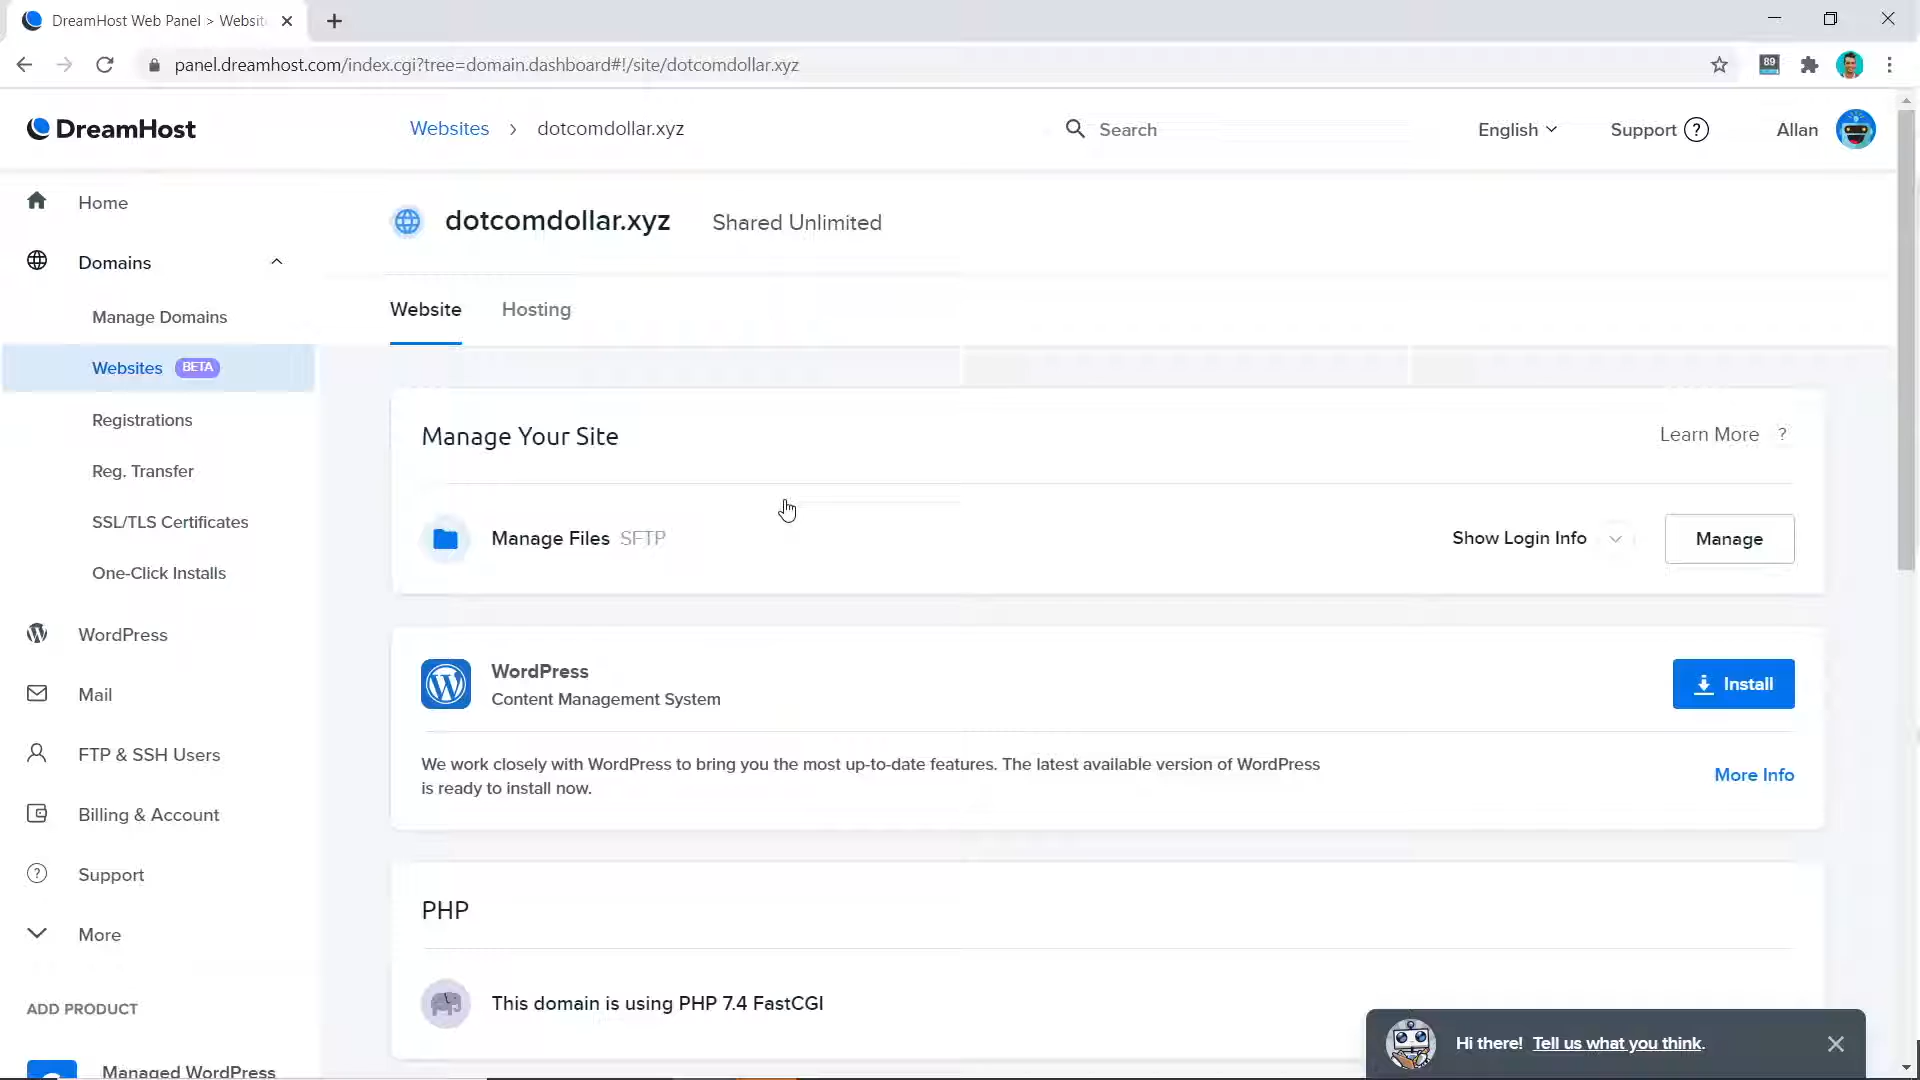 DreamHost Web Panel > Websit
panel.dreamhost.com/index.cgi?tree=domain.dashboard#!/site/dotcomdollar.xyz
89
DreamHost
Websites > dotcomdollar.xyz
Search
English
Support ?
Allan
Home
Domains
Manage Domains
Websites BETA
Registrations
Reg. Transfer
SSL/TLS Certificates
One-Click Installs
WordPress
Mail
FTP & SSH Users
Billing & Account
Support
More
ADD PRODUCT
Managed WordPress
dotcomdollar.xyz Shared Unlimited
Website Hosting
Manage Your Site
Learn More ?
Manage Files SFTP
Show Login Info
Manage
WordPress
Content Management System
Install
We work closely with WordPress to bring you the most up-to-date features. The latest available version of WordPress
is ready to install now.
More Info
PHP
This domain is using PHP 7.4 FastCGI
Hi there! Tell us what you think.